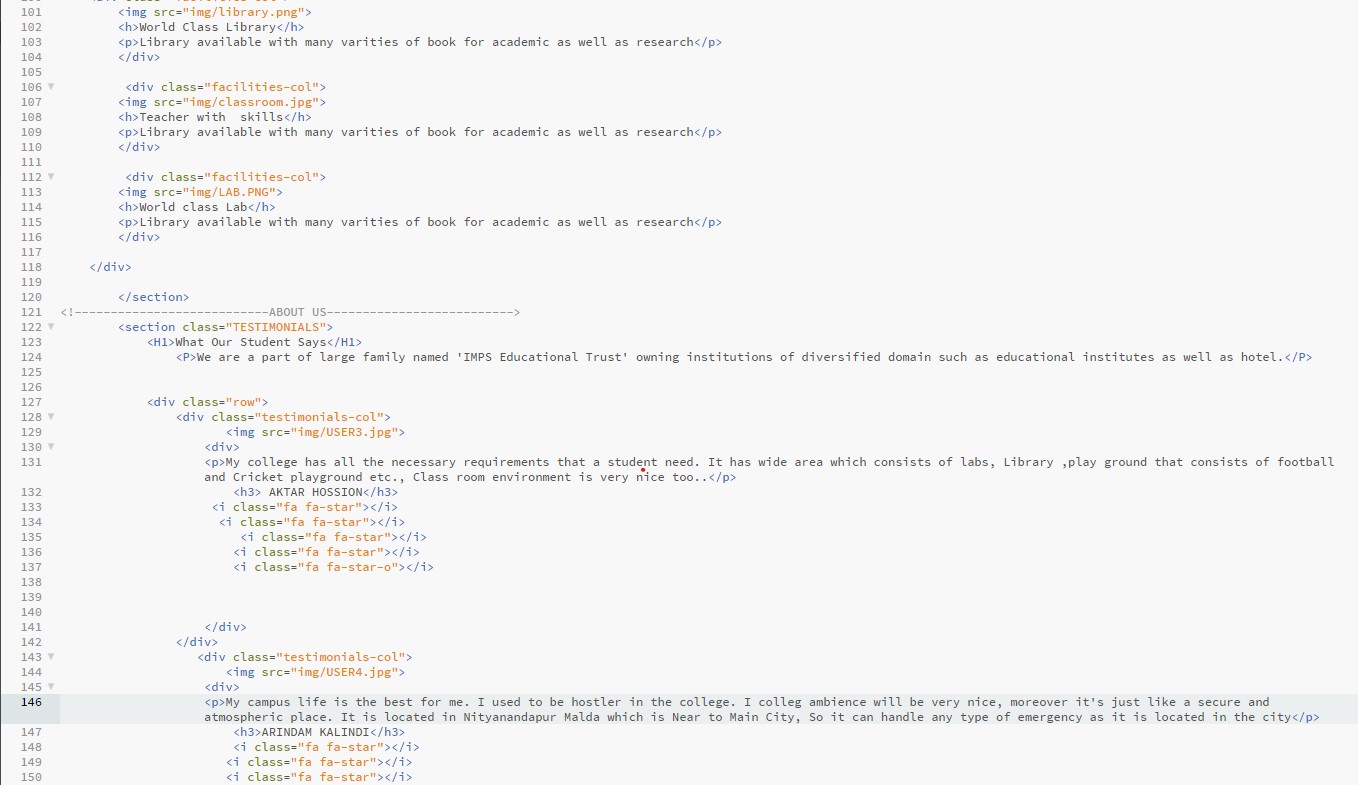 101 <img src="img/library.png">
102 <h>World Class Library</h>
103 <p>Library available with many varities of book for academic as well as research</p>
104 </div>
105
106 <div class="facilities-col">
107 <img src="img/classroom.jpg">
108 <h>Teacher with  skills</h>
109 <p>Library available with many varities of book for academic as well as research</p>
110 </div>
111
112 <div class="facilities-col">
113 <img src="img/LAB.PNG">
114 <h>World class Lab</h>
115 <p>Library available with many varities of book for academic as well as research</p>
116 </div>
117
118 </div>
119
120 </section>
121 <!---------------------------ABOUT US-------------------------->
122 <section class="TESTIMONIALS">
123 <H1>What Our Student Says</H1>
124 <P>We are a part of large family named 'IMPS Educational Trust' owning institutions of diversified domain such as educational institutes as well as hotel.</P>
125
126
127 <div class="row">
128 <div class="testimonials-col">
129 <img src="img/USER3.jpg">
130 <div>
131 <p>My college has all the necessary requirements that a student need. It has wide area which consists of labs, Library ,play ground that consists of football
and Cricket playground etc., Class room environment is very nice too..</p>
132 <h3> AKTAR HOSSION</h3>
133 <i class="fa fa-star"></i>
134 <i class="fa fa-star"></i>
135 <i class="fa fa-star"></i>
136 <i class="fa fa-star"></i>
137 <i class="fa fa-star-o"></i>
138
139
140
141 </div>
142 </div>
143 <div class="testimonials-col">
144 <img src="img/USER4.jpg">
145 <div>
146 <p>My campus life is the best for me. I used to be hostler in the college. I colleg ambience will be very nice, moreover it's just like a secure and
atmospheric place. It is located in Nityanandapur Malda which is Near to Main City, So it can handle any type of emergency as it is located in the city</p>
147 <h3>ARINDAM KALINDI</h3>
148 <i class="fa fa-star"></i>
149 <i class="fa fa-star"></i>
150 <i class="fa fa-star"></i>